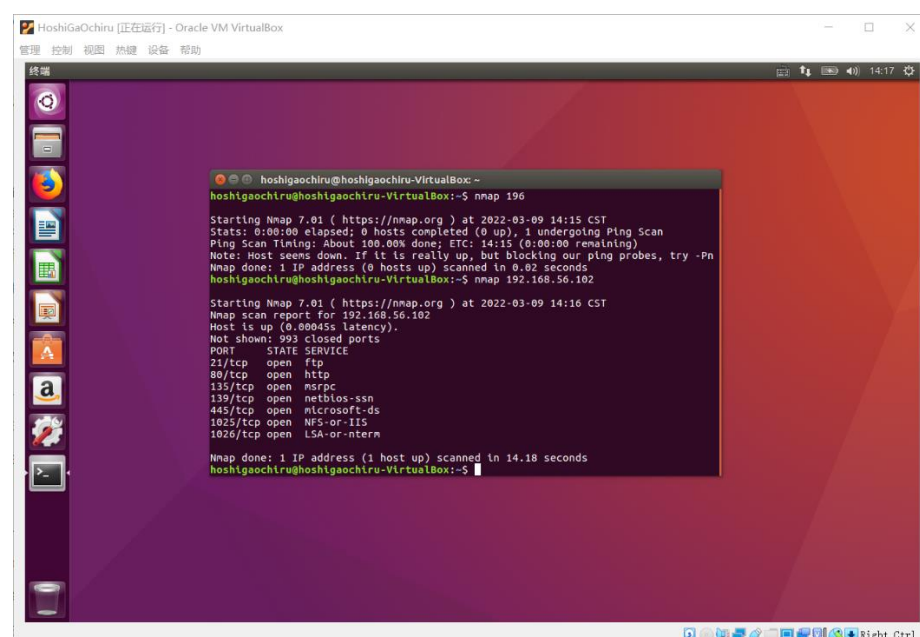 HoshiGaOchiru [正在运行] - Oracle VM VirtualBox
管理 控制 视图 热键 设备 帮助
终端 14:17
hoshigaochiru@hoshigaochiru-VirtualBox: ~
hoshigaochiru@hoshigaochiru-VirtualBox:~$ nmap 196
Starting Nmap 7.01 ( https://nmap.org ) at 2022-03-09 14:15 CST
Stats: 0:00:00 elapsed; 0 hosts completed (0 up), 1 undergoing Ping Scan
Ping Scan Timing: About 100.00% done; ETC: 14:15 (0:00:00 remaining)
Note: Host seems down. If it is really up, but blocking our ping probes, try -Pn
Nmap done: 1 IP address (0 hosts up) scanned in 0.02 seconds
hoshigaochiru@hoshigaochiru-VirtualBox:~$ nmap 192.168.56.102
Starting Nmap 7.01 ( https://nmap.org ) at 2022-03-09 14:16 CST
Nmap scan report for 192.168.56.102
Host is up (0.00045s latency).
Not shown: 993 closed ports
PORT STATE SERVICE
21/tcp open ftp
80/tcp open http
135/tcp open msrpc
139/tcp open netbios-ssn
445/tcp open microsoft-ds
1025/tcp open NFS-or-IIS
1026/tcp open LSA-or-nterm
Nmap done: 1 IP address (1 host up) scanned in 14.18 seconds
hoshigaochiru@hoshigaochiru-VirtualBox:~$
Right Ctrl